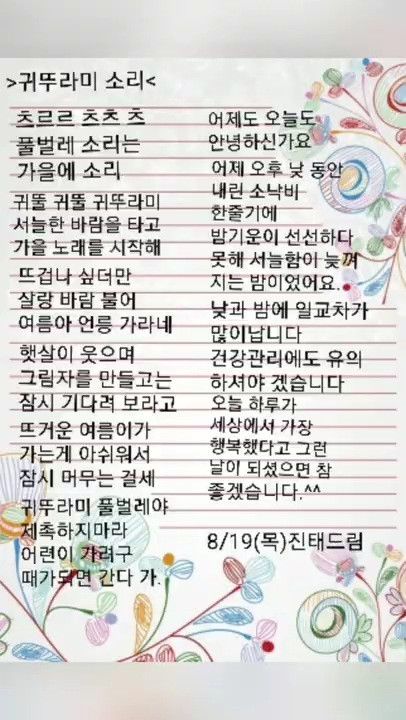 >귀뚜라미 소리<
츠르르 츠츠 츠
풀벌레 소리는
가을에 소리
귀뚤 귀뚤 귀뚜라미
서늘한 바람을 타고
가을 노래를 시작해
뜨겁나 싶더만
살랑 바람 불어
여름아 언릉 가라네
햇살이 웃으며
그림자를 만들고는
잠시 기다려 보라고
뜨거운 여름이가
가는게 아쉬워서
잠시 머무는 걸세
귀뚜라미 풀벌레야
재촉하지마라
어련이 가려구
때가되면 간다 가.
어제도 오늘도
안녕하신가요
어제 오후 낮 동안
내린 소낙비
한줄기에
밤기운이 선선하다
못해 서늘함이 늦껴
지는 밤이었어요.
낮과 밤에 일교차가
많이납니다
건강관리에도 유의
하셔야 겠습니다
오늘 하루가
세상에서 가장
행복했다고 그런
날이 되셨으면 참
좋겠습니다.^^
8/19(목)진태드림